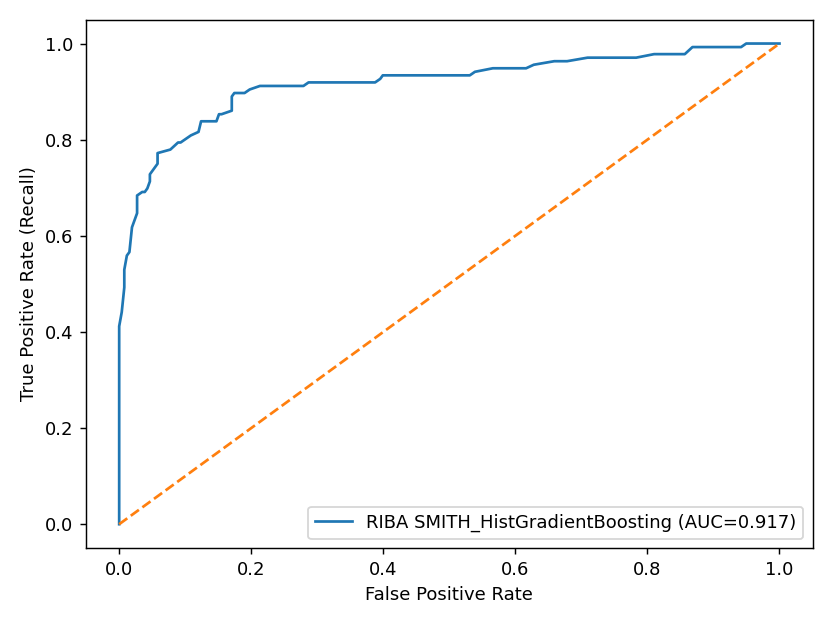 1.0
0.8
0.6
0.4
0.2
0.0
True Positive Rate (Recall)
RIBA SMITH_HistGradientBoosting (AUC=0.917)
0.0 0.2 0.4 0.6 0.8 1.0
False Positive Rate